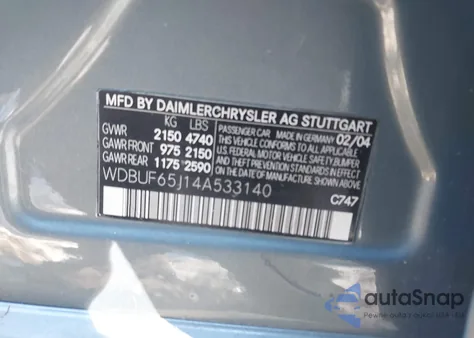 MFD BY DAIMLERCHRYSLER AG STUTTGART
KG LBS
GVWR 2150 4740
GAWR FRONT 975 2150
GAWR REAR 1175 2590
PASSENGER CAR MADE IN GERMANY 02/04
THIS VEHICLE CONFORMS TO ALL
APPLICABLE U.S. FEDERAL MOTOR
VEHICLE SAFETY, BUMPER
AND THEFT PREVENTION STANDARDS
IN EFFECT ON THE DATE OF
MANUFACTURE SHOWN ABOVE
WDBUF65J14A533140
C747
autoSnap